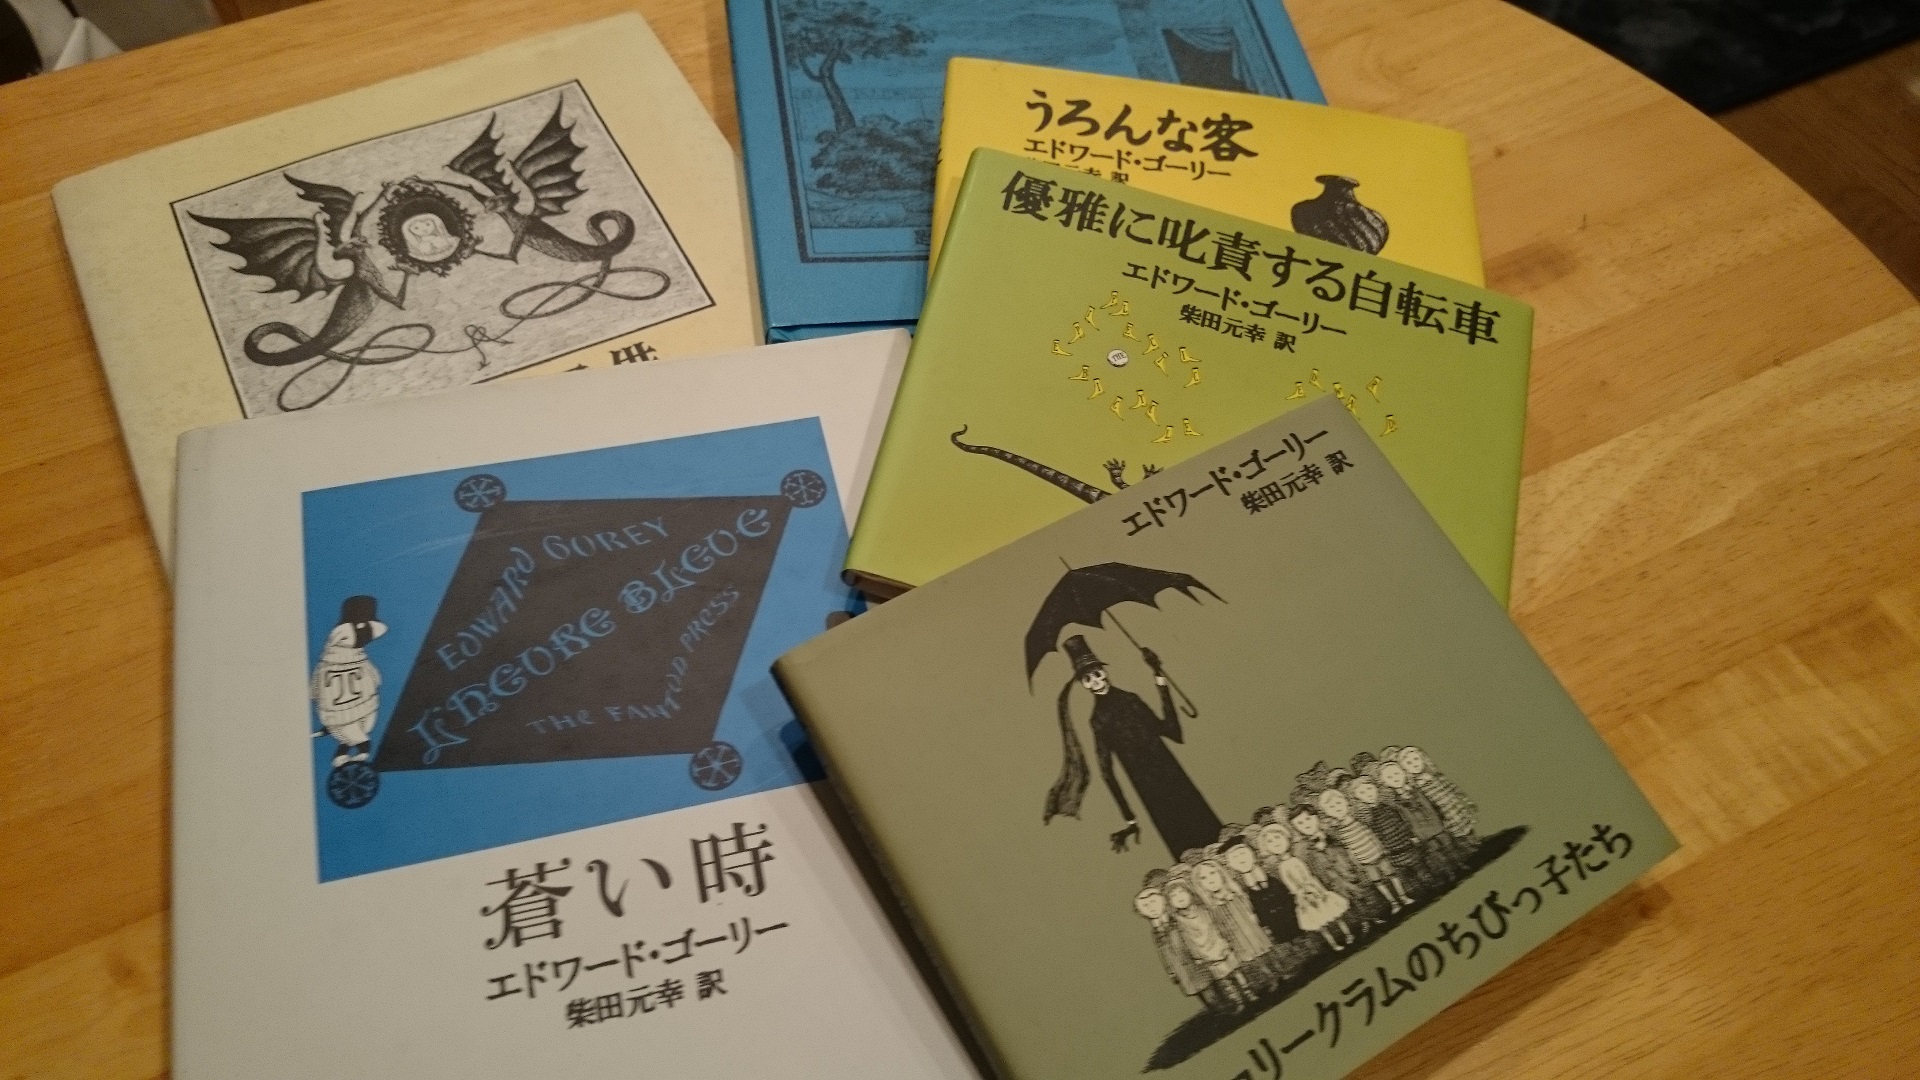 うろんな客
エドワード・ゴーリー
優雅に叱責する自転車
エドワード・ゴーリー
柴田元幸 訳
THE
エドワード・ゴーリー
柴田元幸 訳
ーリークラムのちびっ子たち
EDWARD GOREY
L'HEURE BLEUE
THE FANTOD PRESS
T
蒼い時
エドワード・ゴーリー
柴田元幸 訳